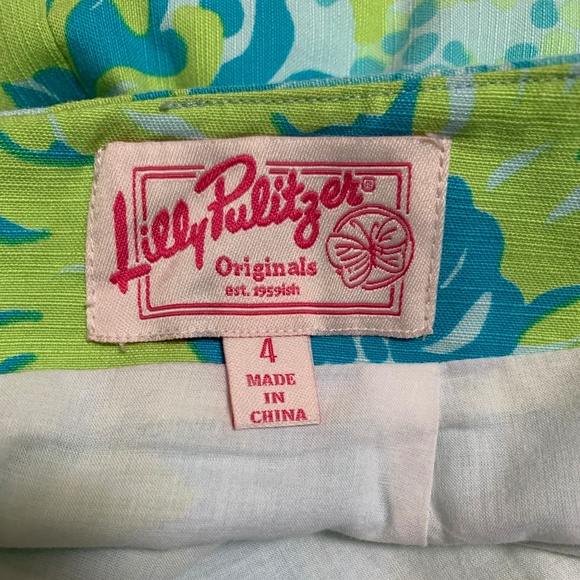 Lilly Pulitzer®
Originals
est. 1959ish
4
MADE
IN
CHINA